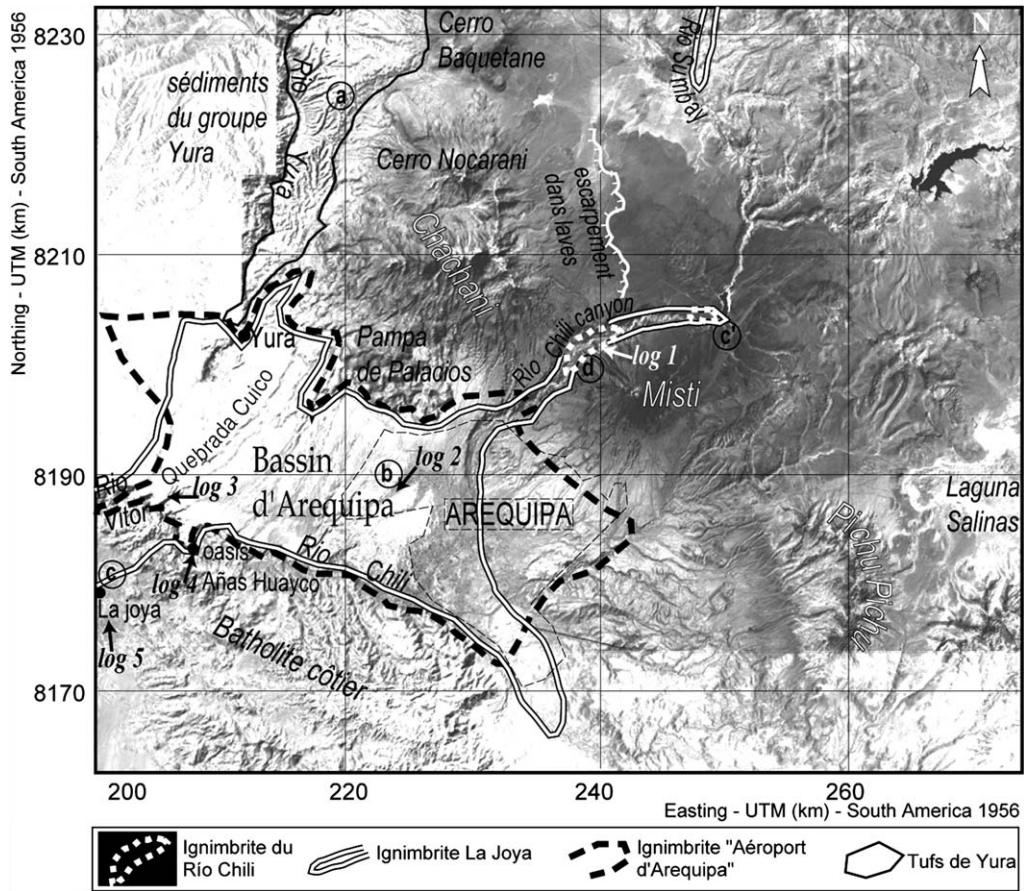 Northing - UTM (km) - South America 1956
8230
8210
8190
8170
N
Cerro
Baquetane
Río Sumbay
sédiments
du groupe
Yura
Río
Yura
a
Cerro Nocarani
escarpement
dans laves
Chachani
Yura
Pampa
de Palacios
Río Chili canyon
log 1
c'
d
Misti
Quebrada Cuico
Bassin
d'Arequipa
b
log 2
AREQUIPA
Río
Vitor
log 3
Laguna
Salinas
Pichu Pichu
c
oasis
Añas Huayco
log 4
Río
Chili
La joya
log 5
Batholite côtier
200
220
240
260
Easting - UTM (km) - South America 1956
Ignimbrite du
Río Chili
Ignimbrite La Joya
Ignimbrite "Aéroport
d'Arequipa"
Tufs de Yura